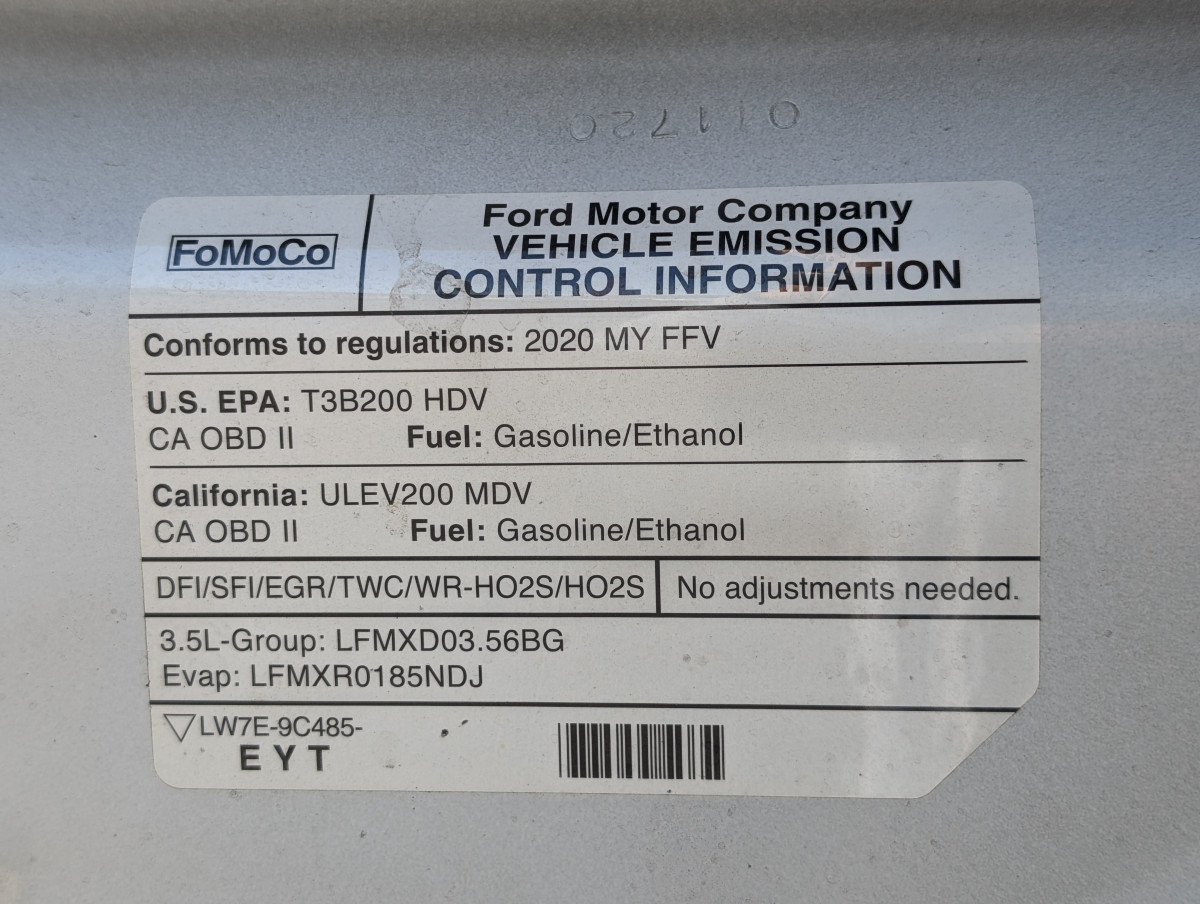 011720
FoMoCo
Ford Motor Company
VEHICLE EMISSION
CONTROL INFORMATION
Conforms to regulations: 2020 MY FFV
U.S. EPA: T3B200 HDV
CA OBD II Fuel: Gasoline/Ethanol
California: ULEV200 MDV
CA OBD II Fuel: Gasoline/Ethanol
DFI/SFI/EGR/TWC/WR-HO2S/HO2S No adjustments needed.
3.5L-Group: LFMXD03.56BG
Evap: LFMXR0185NDJ
LW7E-9C485-
EYT